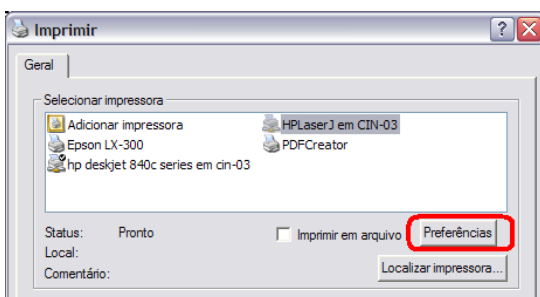 Imprimir
Geral
Selecionar impressora
Adicionar impressora
HPLaserJ em CIN-03
Epson LX-300
PDFCreator
hp deskjet 840c series em cin-03
Status: Pronto
Imprimir em arquivo
Preferências
Local:
Comentário:
Localizar impressora...